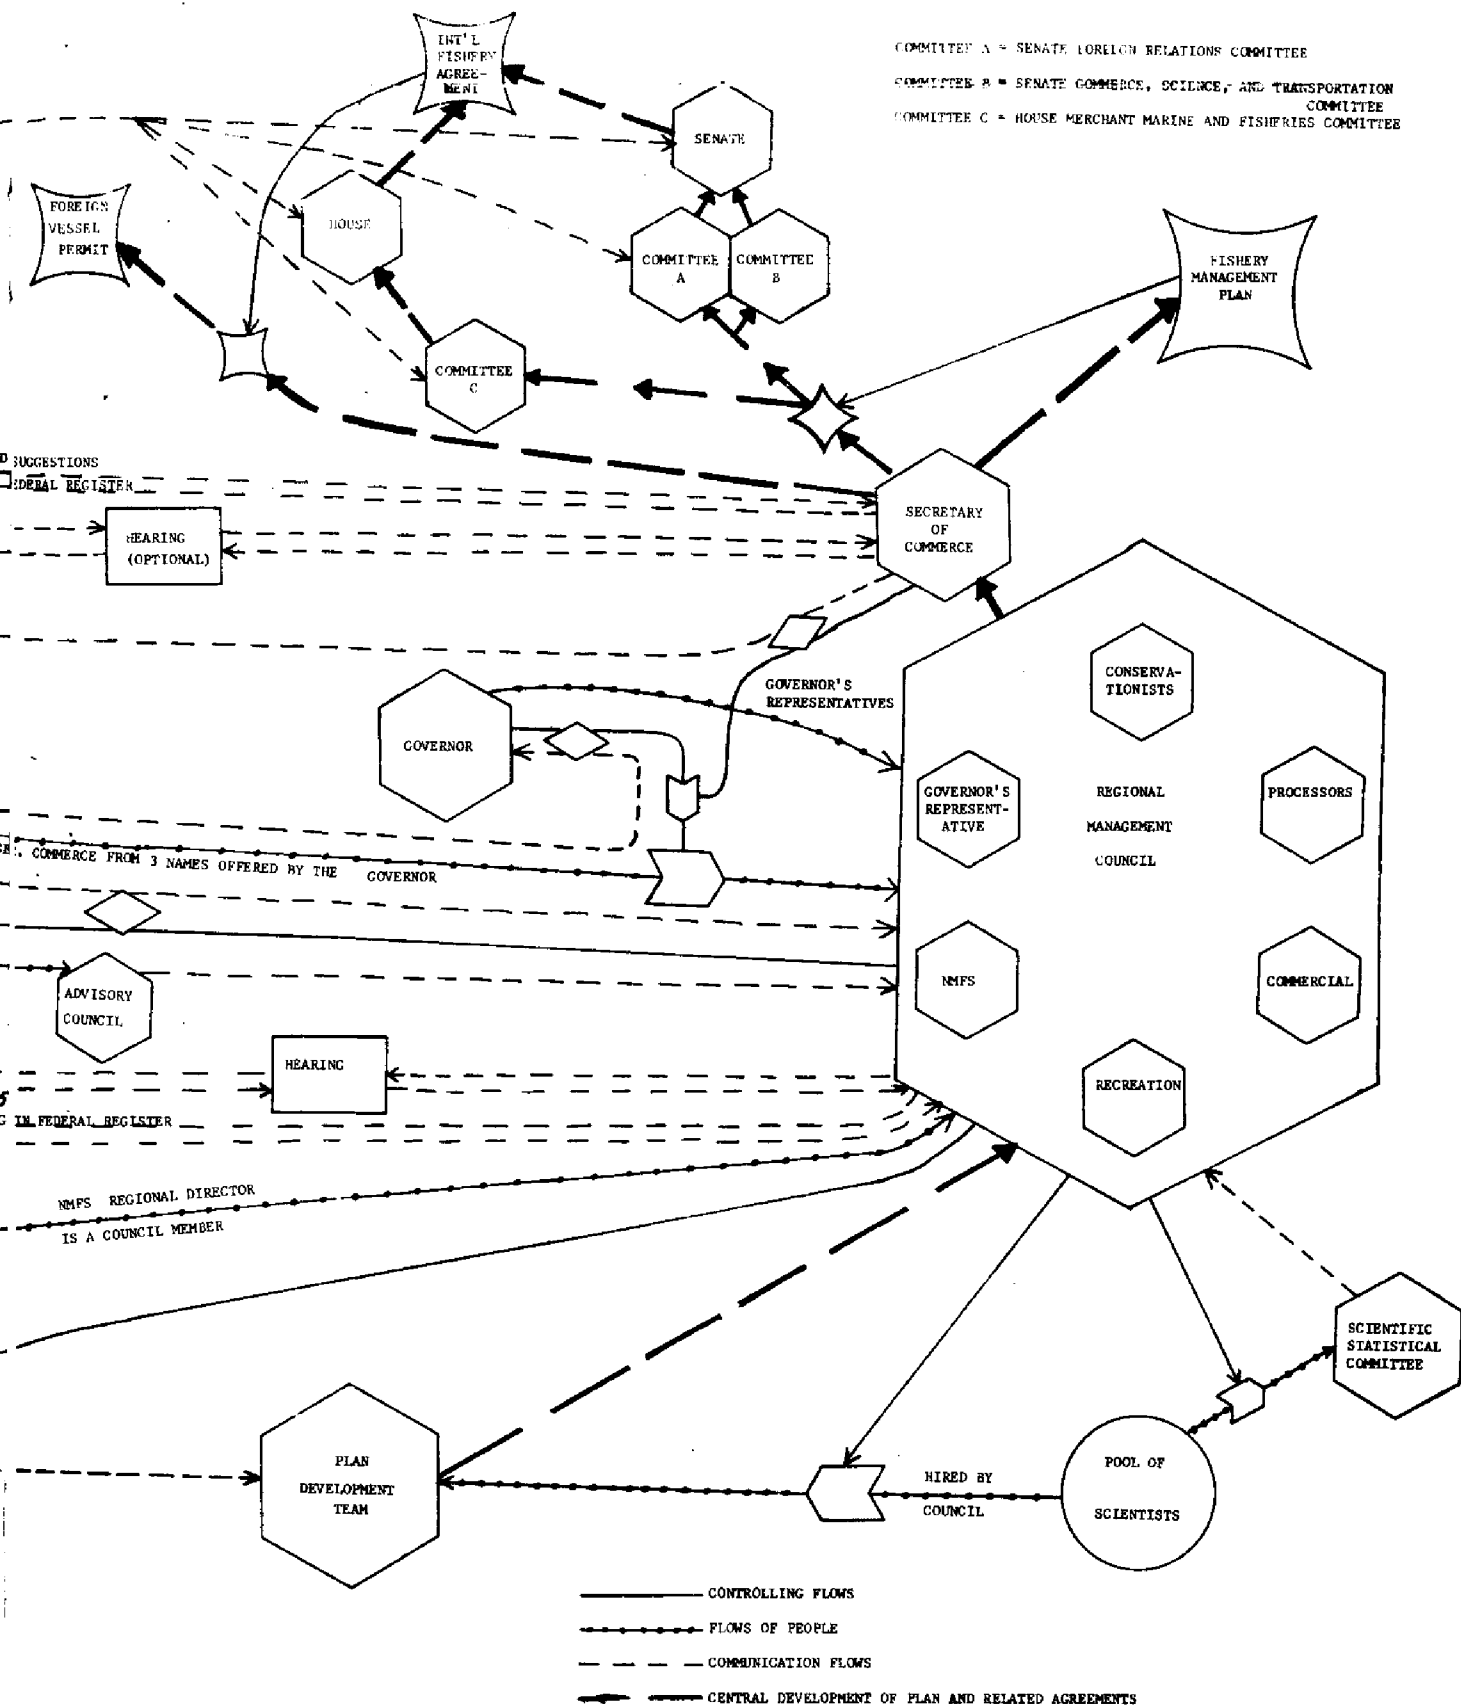 INT'L
FISHERY
AGREE-
MENT
COMMITTEE A = SENATE FOREIGN RELATIONS COMMITTEE
COMMITTEE B = SENATE COMMERCE, SCIENCE, AND TRANSPORTATION
COMMITTEE
COMMITTEE C = HOUSE MERCHANT MARINE AND FISHERIES COMMITTEE
SENATE
FOREIGN
VESSEL
PERMIT
HOUSE
COMMITTEE
A
COMMITTEE
B
FISHERY
MANAGEMENT
PLAN
COMMITTEE
C
SUGGESTIONS
FEDERAL REGISTER
HEARING
(OPTIONAL)
SECRETARY
OF
COMMERCE
CONSERVA-
TIONISTS
GOVERNOR'S
REPRESENTATIVES
GOVERNOR
GOVERNOR'S
REPRESENT-
ATIVE
REGIONAL
MANAGEMENT
COUNCIL
PROCESSORS
COMMERCE FROM 3 NAMES OFFERED BY THE GOVERNOR
ADVISORY
COUNCIL
NMFS
COMMERCIAL
HEARING
RECREATION
IN FEDERAL REGISTER
NMFS REGIONAL DIRECTOR
IS A COUNCIL MEMBER
SCIENTIFIC
STATISTICAL
COMMITTEE
PLAN
DEVELOPMENT
TEAM
HIRED BY
COUNCIL
POOL OF
SCIENTISTS
CONTROLLING FLOWS
FLOWS OF PEOPLE
COMMUNICATION FLOWS
CENTRAL DEVELOPMENT OF PLAN AND RELATED AGREEMENTS